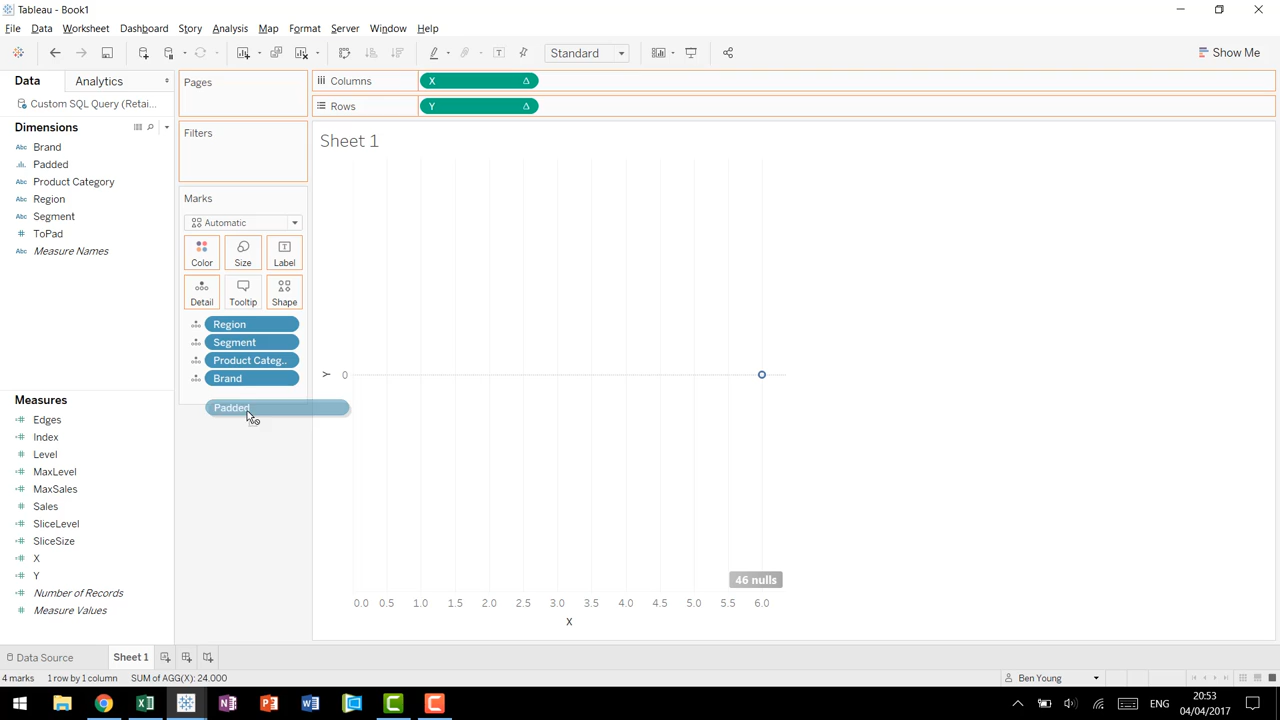 Tableau - Book1
File Data Worksheet Dashboard Story Analysis Map Format Server Window Help
Standard
Show Me
Data Analytics
Custom SQL Query (Retai...
Dimensions
Brand
Padded
Product Category
Region
Segment
ToPad
Measure Names
Measures
Edges
Index
Level
MaxLevel
MaxSales
Sales
SliceLevel
SliceSize
X
Y
Number of Records
Measure Values
Pages
Filters
Marks
Automatic
Color Size Label
Detail Tooltip Shape
Region
Segment
Product Categ..
Brand
Padded
Columns X
Rows Y
Sheet 1
Y
0
46 nulls
0.0 0.5 1.0 1.5 2.0 2.5 3.0 3.5 4.0 4.5 5.0 5.5 6.0
X
Data Source Sheet 1
4 marks 1 row by 1 column SUM of AGG(X): 24.000
Ben Young
ENG
20:53
04/04/2017